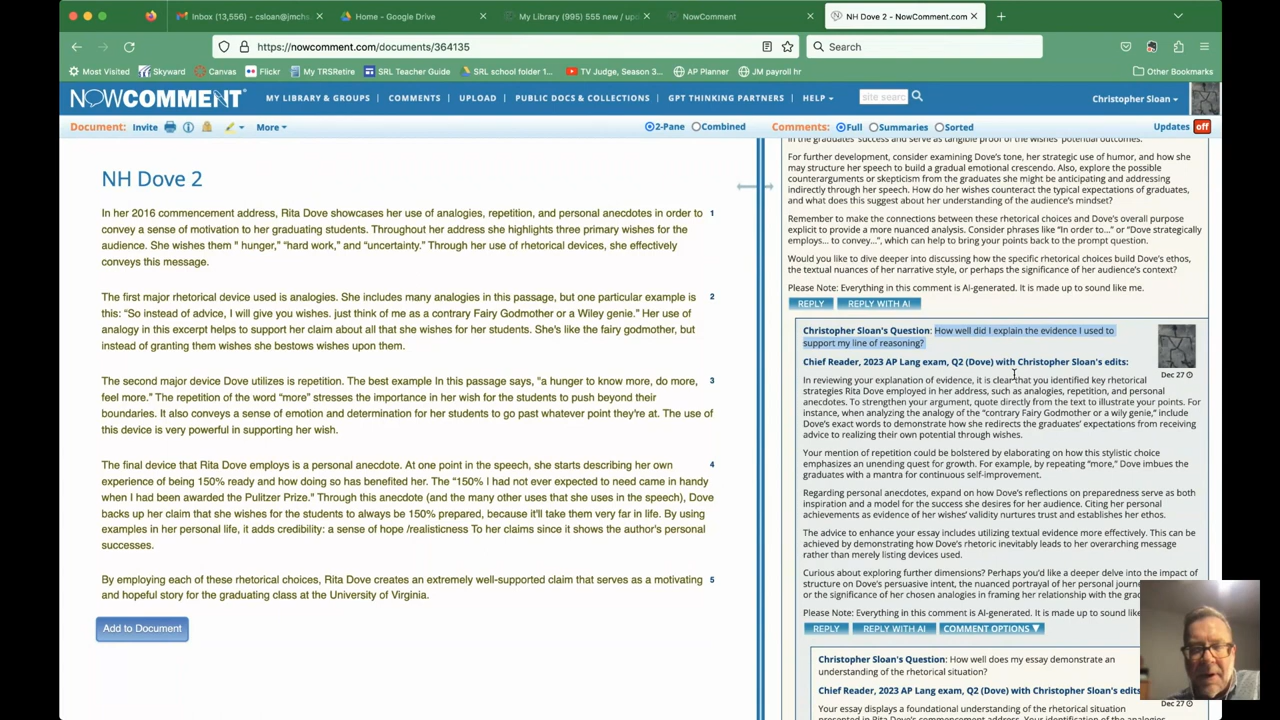 Inbox (13,556) - csloan@jmchs
Home - Google Drive
My Library (995) 555 new / upd
NowComment
NH Dove 2 - NowComment.com
https://nowcomment.com/documents/364135
Search
Most Visited
Skyward
Canvas
Flickr
My TRSRetire
SRL Teacher Guide
SRL school folder 1...
TV Judge, Season 3...
AP Planner
JM payroll hr
Other Bookmarks
NOWCOMMENT
MY LIBRARY & GROUPS | COMMENTS | UPLOAD | PUBLIC DOCS & COLLECTIONS | GPT THINKING PARTNERS | HELP
site searc
Christopher Sloan
Document: Invite More
2-Pane Combined
Comments: Full Summaries Sorted
Updates off
NH Dove 2
In her 2016 commencement address, Rita Dove showcases her use of analogies, repetition, and personal anecdotes in order to 1
convey a sense of motivation to her graduating students. Throughout her address she highlights three primary wishes for the
audience. She wishes them " hunger," "hard work," and "uncertainty." Through her use of rhetorical devices, she effectively
conveys this message.
The first major rhetorical device used is analogies. She includes many analogies in this passage, but one particular example is 2
this: "So instead of advice, I will give you wishes. just think of me as a contrary Fairy Godmother or a Wiley genie." Her use of
analogy in this excerpt helps to support her claim about all that she wishes for her students. She's like the fairy godmother, but
instead of granting them wishes she bestows wishes upon them.
The second major device Dove utilizes is repetition. The best example In this passage says, "a hunger to know more, do more, 3
feel more." The repetition of the word "more" stresses the importance in her wish for the students to push beyond their
boundaries. It also conveys a sense of emotion and determination for her students to go past whatever point they're at. The use of
this device is very powerful in supporting her wish.
The final device that Rita Dove employs is a personal anecdote. At one point in the speech, she starts describing her own 4
experience of being 150% ready and how doing so has benefited her. The "150% I had not ever expected to need came in handy
when I had been awarded the Pulitzer Prize." Through this anecdote (and the many other uses that she uses in the speech), Dove
backs up her claim that she wishes for the students to always be 150% prepared, because it'll take them very far in life. By using
examples in her personal life, it adds credibility: a sense of hope /realisticness To her claims since it shows the author's personal
successes.
By employing each of these rhetorical choices, Rita Dove creates an extremely well-supported claim that serves as a motivating 5
and hopeful story for the graduating class at the University of Virginia.
Add to Document
in the graduates' success and serve as tangible proof of the wishes' potential outcomes.
For further development, consider examining Dove's tone, her strategic use of humor, and how she
may structure her speech to build a gradual emotional crescendo. Also, explore the possible
counterarguments or skepticism from the graduates she might be anticipating and addressing
indirectly through her speech. How do her wishes counteract the typical expectations of graduates,
and what does this suggest about her understanding of the audience's mindset?
Remember to make the connections between these rhetorical choices and Dove's overall purpose
explicit to provide a more nuanced analysis. Consider phrases like "In order to..." or "Dove strategically
employs... to convey...", which can help to bring your points back to the prompt question.
Would you like to dive deeper into discussing how the specific rhetorical choices build Dove's ethos,
the textual nuances of her narrative style, or perhaps the significance of her audience's context?
Please Note: Everything in this comment is AI-generated. It is made up to sound like me.
REPLY REPLY WITH AI
Christopher Sloan's Question: How well did I explain the evidence I used to
support my line of reasoning?
Chief Reader, 2023 AP Lang exam, Q2 (Dove) with Christopher Sloan's edits:
Dec 27
In reviewing your explanation of evidence, it is clear that you identified key rhetorical
strategies Rita Dove employed in her address, such as analogies, repetition, and personal
anecdotes. To strengthen your argument, quote directly from the text to illustrate your points. For
instance, when analyzing the analogy of the "contrary Fairy Godmother or a wily genie," include
Dove's exact words to demonstrate how she redirects the graduates' expectations from receiving
advice to realizing their own potential through wishes.
Your mention of repetition could be bolstered by elaborating on how this stylistic choice
emphasizes an unending quest for growth. For example, by repeating "more," Dove imbues the
graduates with a mantra for continuous self-improvement.
Regarding personal anecdotes, expand on how Dove's reflections on preparedness serve as both
inspiration and a model for the success she desires for her audience. Citing her personal
achievements as evidence of her wishes' validity nurtures trust and establishes her ethos.
The advice to enhance your essay includes utilizing textual evidence more effectively. This can be
achieved by demonstrating how Dove's rhetoric inevitably leads to her overarching message
rather than merely listing devices used.
Curious about exploring further dimensions? Perhaps you'd like a deeper delve into the impact of
structure on Dove's persuasive intent, the nuanced portrayal of her personal
or the significance of her chosen analogies in framing her relationship with the
Please Note: Everything in this comment is AI-generated. It is made up to sound
REPLY REPLY WITH AI COMMENT OPTIONS
Christopher Sloan's Question: How well does my essay demonstrate an
understanding of the rhetorical situation?
Chief Reader, 2023 AP Lang exam, Q2 (Dove) with Christopher Sloan's edits
Dec 27
Your essay displays a foundational understanding of the rhetorical situation